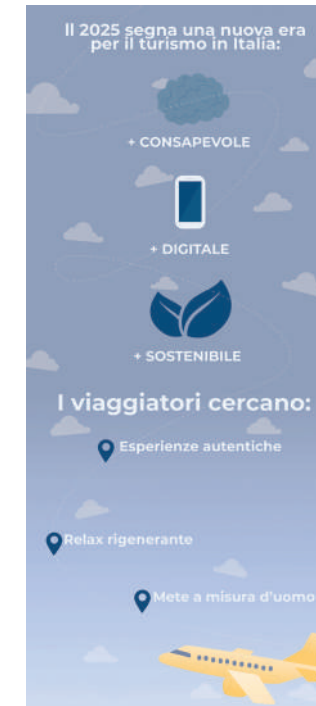 Il 2025 segna una nuova era
per il turismo in Italia:
+ CONSAPEVOLE
+ DIGITALE
+ SOSTENIBILE
I viaggiatori cercano:
Esperienze autentiche
Relax rigenerante
Mete a misura d'uomo